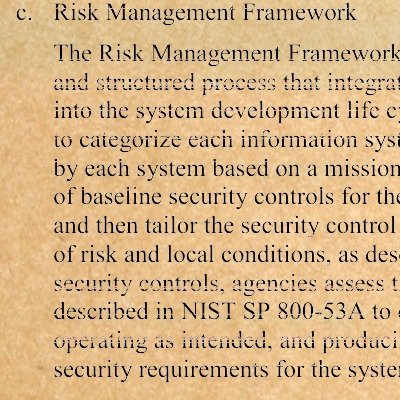 c. Risk Management Framework
The Risk Management Framework
and structured process that integrat
into the system development life c
to categorize each information syst
by each system based on a mission
of baseline security controls for the
and then tailor the security control
of risk and local conditions, as des
security controls, agencies assess t
described in NIST SP 800-53A to
operating as intended, and produci
security requirements for the syste